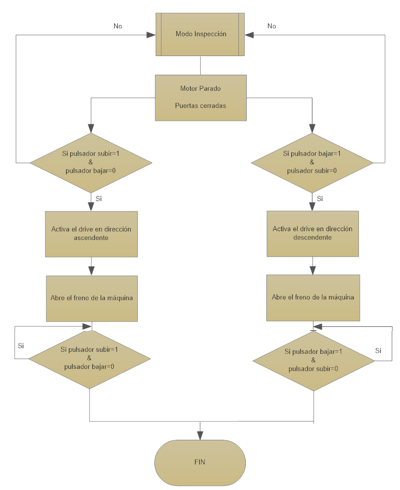 No
Modo Inspección
No
Motor Parado
Puertas cerradas
Si pulsador subir=1
&
pulsador bajar=0
Si pulsador bajar=1
&
pulsador subir=0
Si
Si
Activa el drive en dirección
ascendente
Activa el drive en dirección
descendente
Abre el freno de la máquina
Abre el freno de la máquina
Si
Si pulsador subir=1
&
pulsador bajar=0
Si pulsador bajar=1
&
pulsador subir=0
Si
FIN